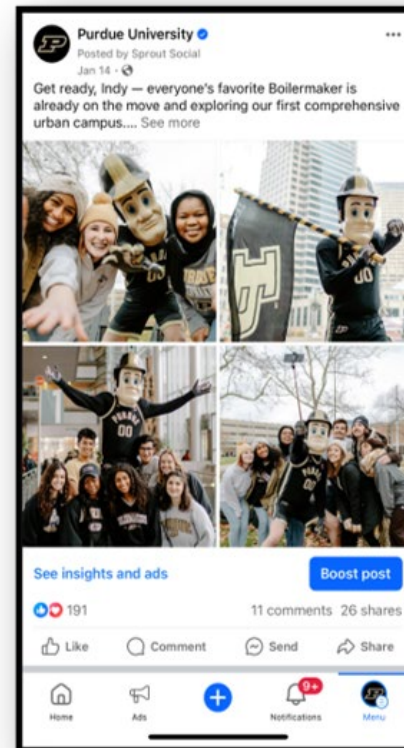 Purdue University
Posted by Sprout Social
Jan 14 ·
Get ready, Indy — everyone's favorite Boilermaker is
already on the move and exploring our first comprehensive
urban campus.... See more
PURDUE
00
00
PURDUE
00
00
See insights and ads
Boost post
191
11 comments 26 shares
Like
Comment
Send
Share
9+
Home
Ads
Notifications
Menu